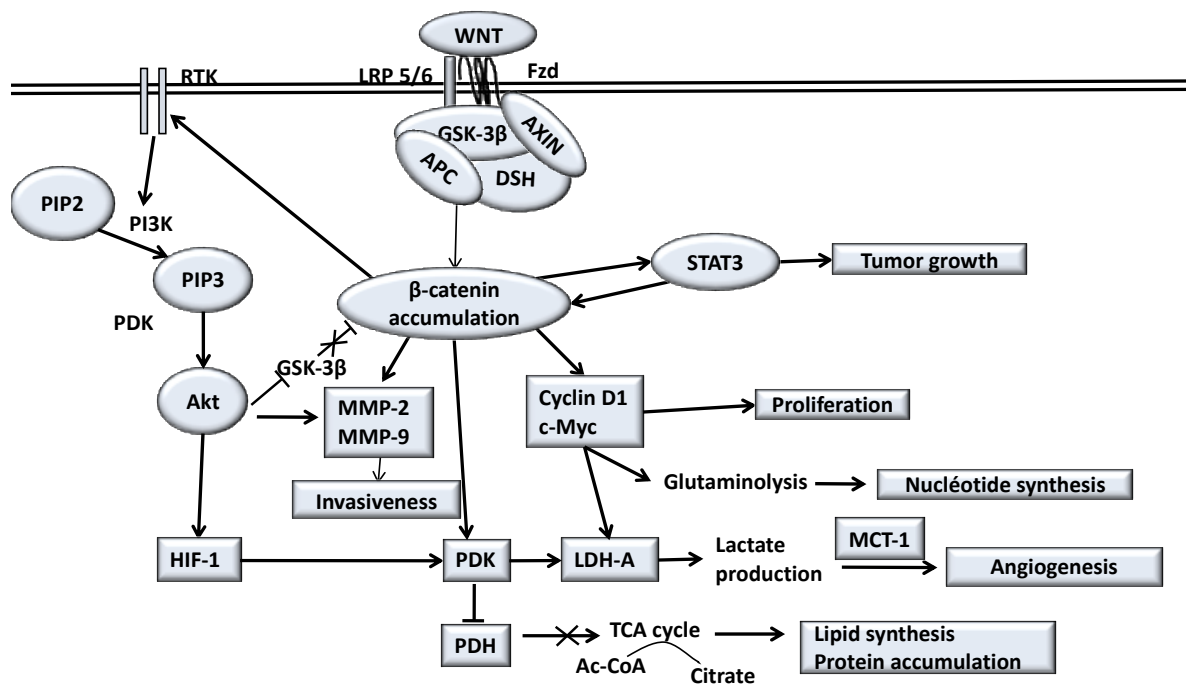 WNT
RTK
LRP 5/6
Fzd
GSK-3β
AXIN
APC
DSH
PIP2
PI3K
PIP3
STAT3
Tumor growth
β-catenin
accumulation
PDK
GSK-3β
Akt
MMP-2
MMP-9
Cyclin D1
c-Myc
Proliferation
Invasiveness
Glutaminolysis
Nucléotide synthesis
HIF-1
PDK
LDH-A
Lactate
production
MCT-1
Angiogenesis
PDH
TCA cycle
Ac-CoA
Citrate
Lipid synthesis
Protein accumulation